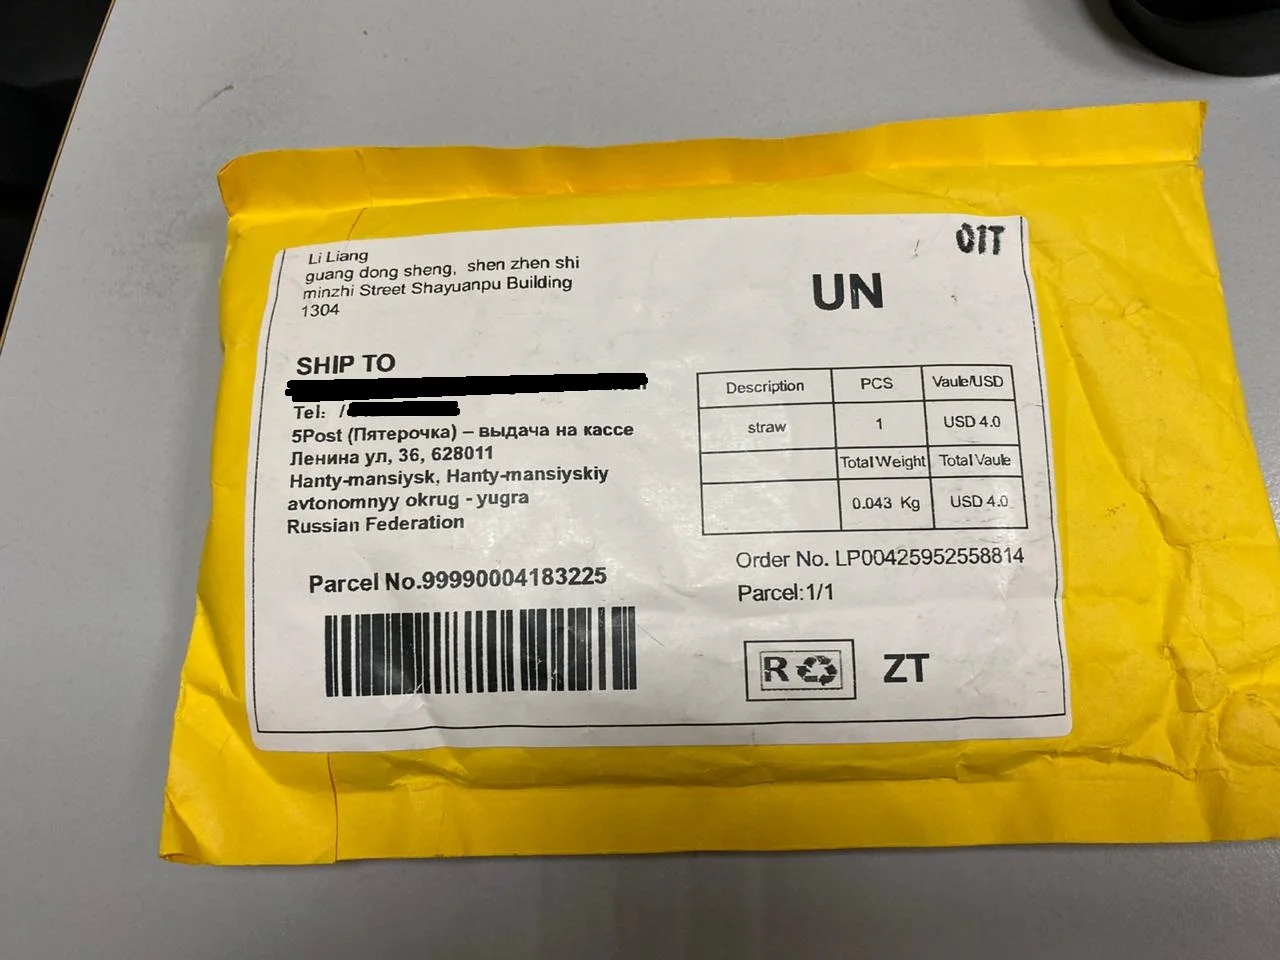 Li Liang
guang dong sheng, shen zhen shi
minzhi Street Shayuanpu Building
1304
01T
UN
SHIP TO
Tel: /
5Post (Пятерочка) – выдача на кассе
Ленина ул, 36, 628011
Hanty-mansiysk, Hanty-mansiyskiy
avtonomnyy okrug - yugra
Russian Federation
Description PCS Vaule/USD
straw 1 USD 4.0
Total Weight Total Vaule
0.043 Kg USD 4.0
Order No. LP00425952558814
Parcel:1/1
Parcel No.99990004183225
R ZT